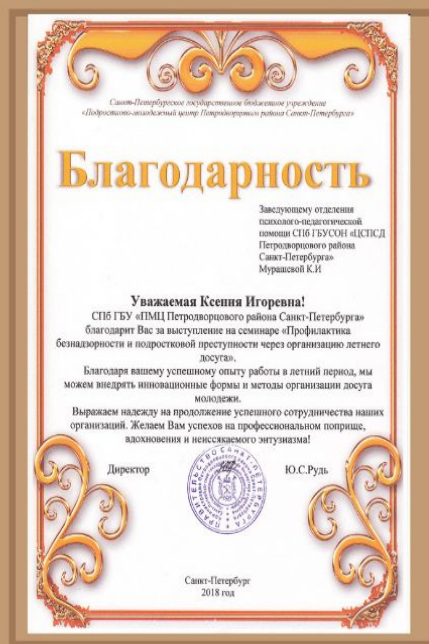 Санкт-Петербургское государственное бюджетное учреждение
«Подростково-молодежный центр Петродворцового района Санкт-Петербурга»
Благодарность
Заведующему отделения
психолого-педагогической
помощи СПб ГБУСОН «ЦСПСД
Петродворцового района
Санкт-Петербурга»
Мурашевой К.И
Уважаемая Ксения Игоревна!
СПб ГБУ «ПМЦ Петродворцового района Санкт-Петербурга»
благодарит Вас за выступление на семинаре «Профилактика
безнадзорности и подростковой преступности через организацию летнего
досуга».
Благодаря вашему успешному опыту работы в летний период, мы
можем внедрять инновационные формы и методы организации досуга
молодежи.
Выражаем надежду на продолжение успешного сотрудничества наших
организаций. Желаем Вам успехов на профессиональном поприще,
вдохновения и неиссякаемого энтузиазма!
Директор Ю.С.Рудь
ПРАВИТЕЛЬСТВО САНКТ-ПЕТЕРБУРГА
Санкт-Петербург
2018 год